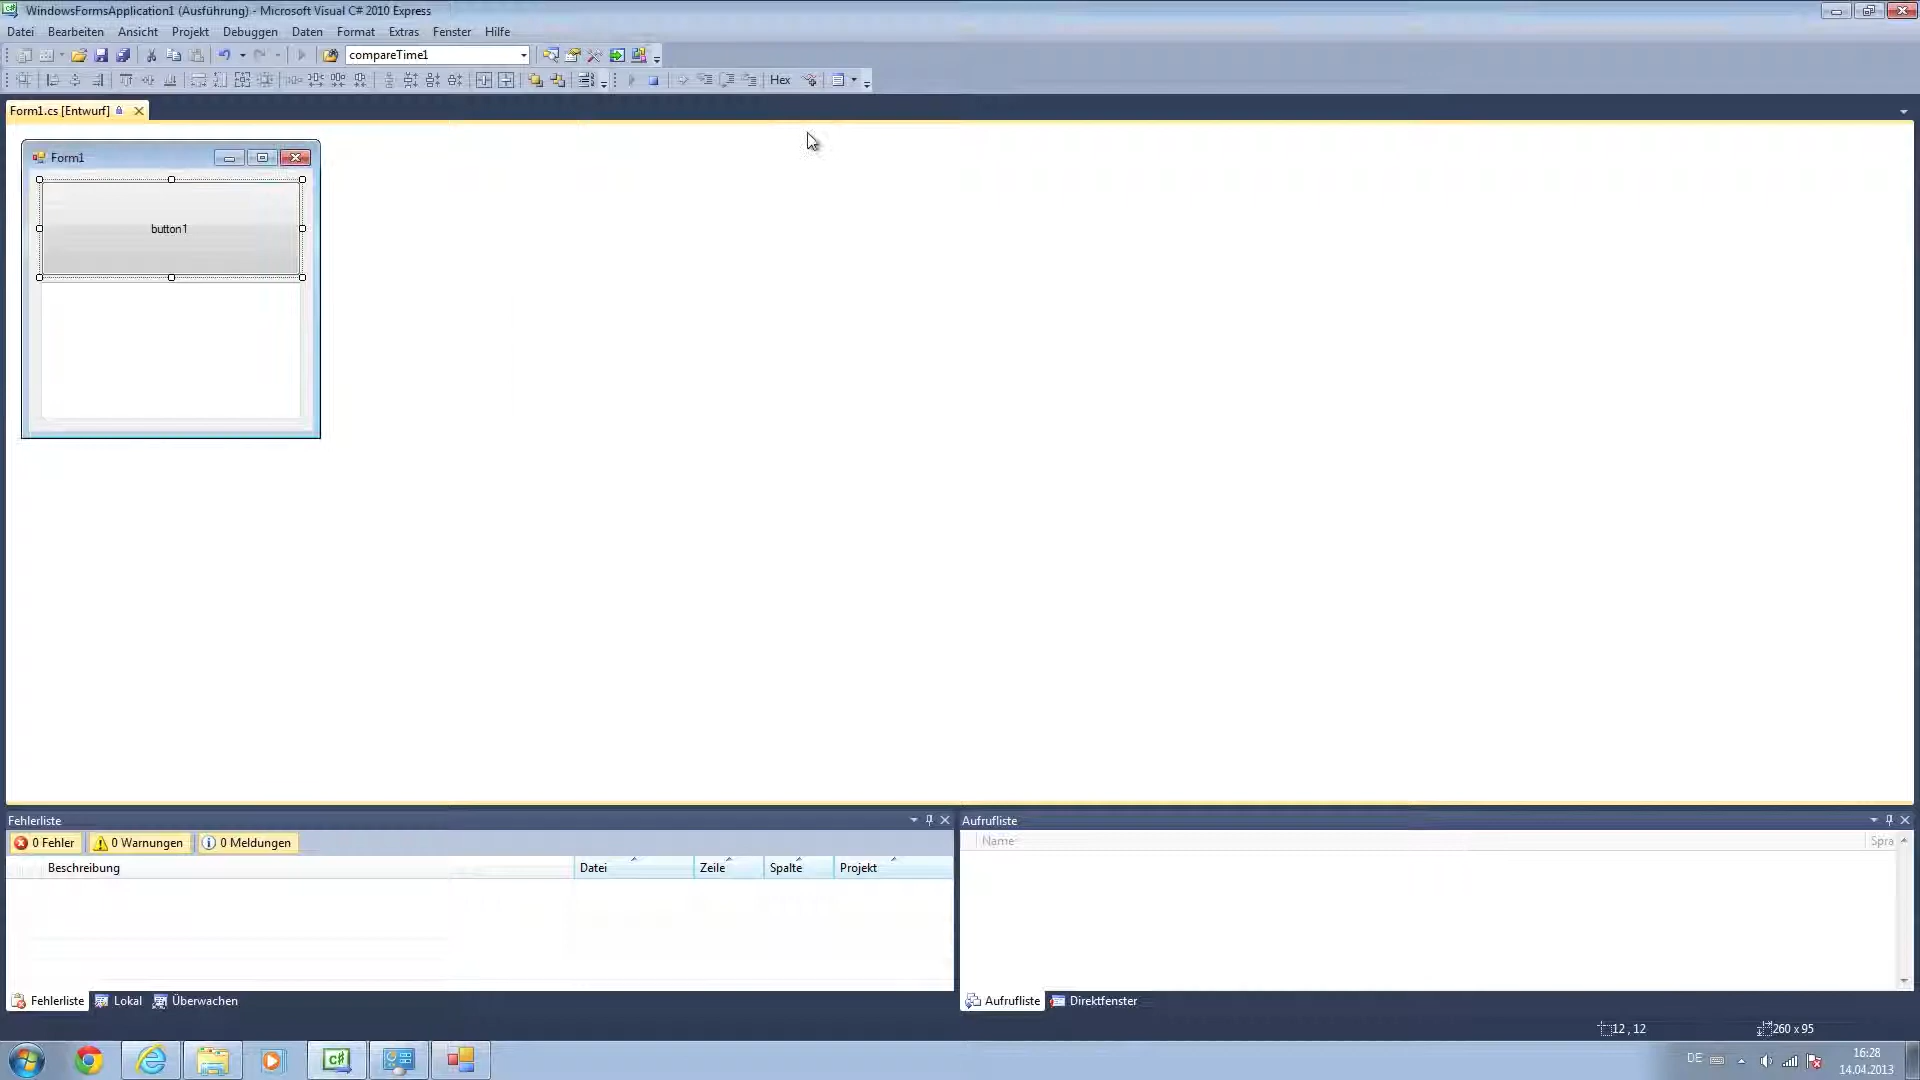 WindowsFormsApplication1 (Ausführung) - Microsoft Visual C# 2010 Express
Datei Bearbeiten Ansicht Projekt Debuggen Daten Format Extras Fenster Hilfe
compareTime1
Hex
Form1.cs [Entwurf]
Form1
button1
Fehlerliste
0 Fehler 0 Warnungen 0 Meldungen
Beschreibung Datei Zeile Spalte Projekt
Fehlerliste Lokal Überwachen
Aufrufliste
Name Spra
Aufrufliste Direktfenster
12 , 12 260 x 95
C#
DE 16:28
14.04.2013